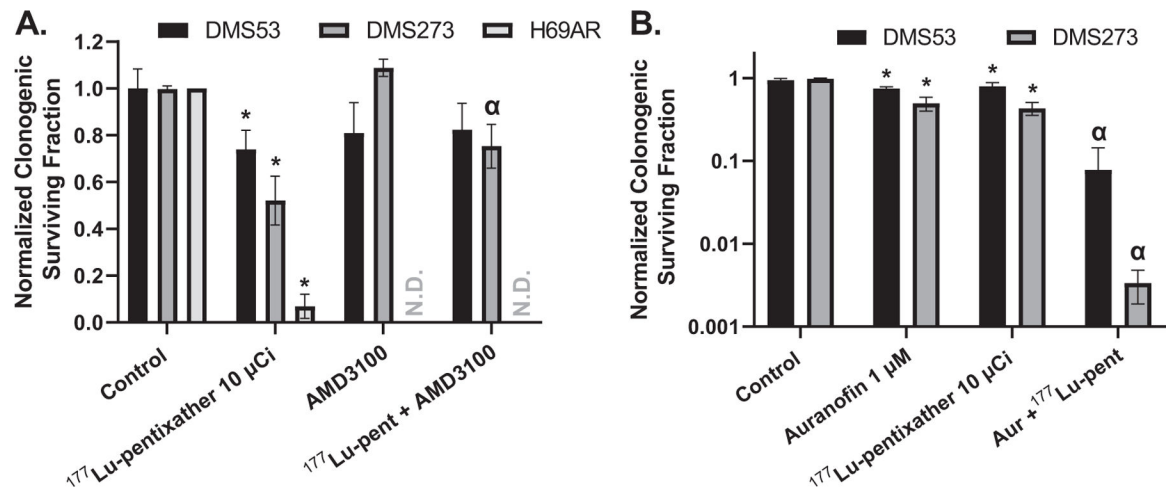 A.
DMS53 DMS273 H69AR
Normalized Clonogenic
Surviving Fraction
1.2
1.0
0.8
0.6
0.4
0.2
0.0
*
*
*
α
N.D.
N.D.
Control
¹⁷⁷Lu-pentixather 10 µCi
AMD3100
¹⁷⁷Lu-pent + AMD3100
B.
DMS53 DMS273
Normalized Colonogenic
Surviving Fraction
1
0.1
0.01
0.001
*
*
*
*
α
α
Control
Auranofin 1 µM
¹⁷⁷Lu-pentixather 10 µCi
Aur +¹⁷⁷Lu-pent